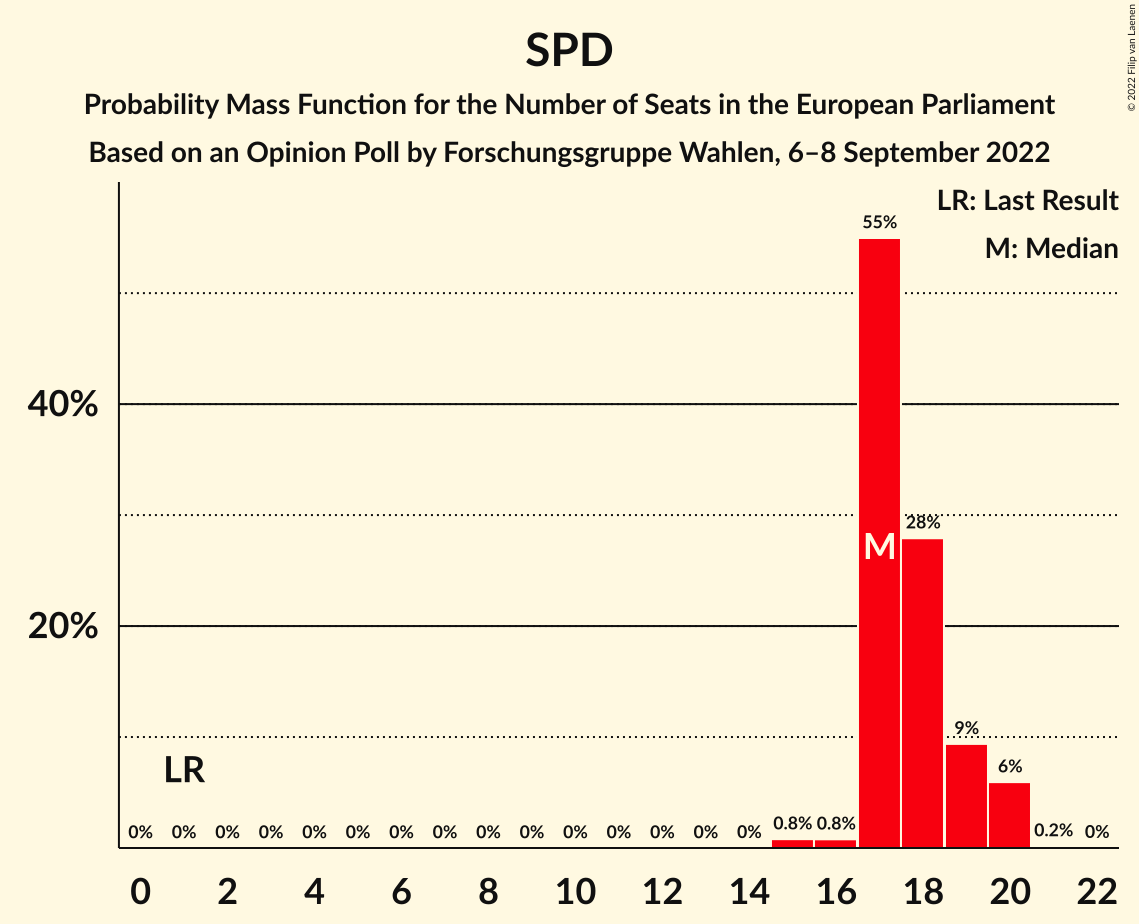 SPD
Probability Mass Function for the Number of Seats in the European Parliament
Based on an Opinion Poll by Forschungsgruppe Wahlen, 6–8 September 2022
© 2022 Filip van Laenen
LR: Last Result
M: Median
55%
40%
28%
M
20%
9%
LR
6%
0% 0% 0% 0% 0% 0% 0% 0% 0% 0% 0% 0% 0% 0% 0% 0.8% 0.8% 0.2% 0%
0 2 4 6 8 10 12 14 16 18 20 22